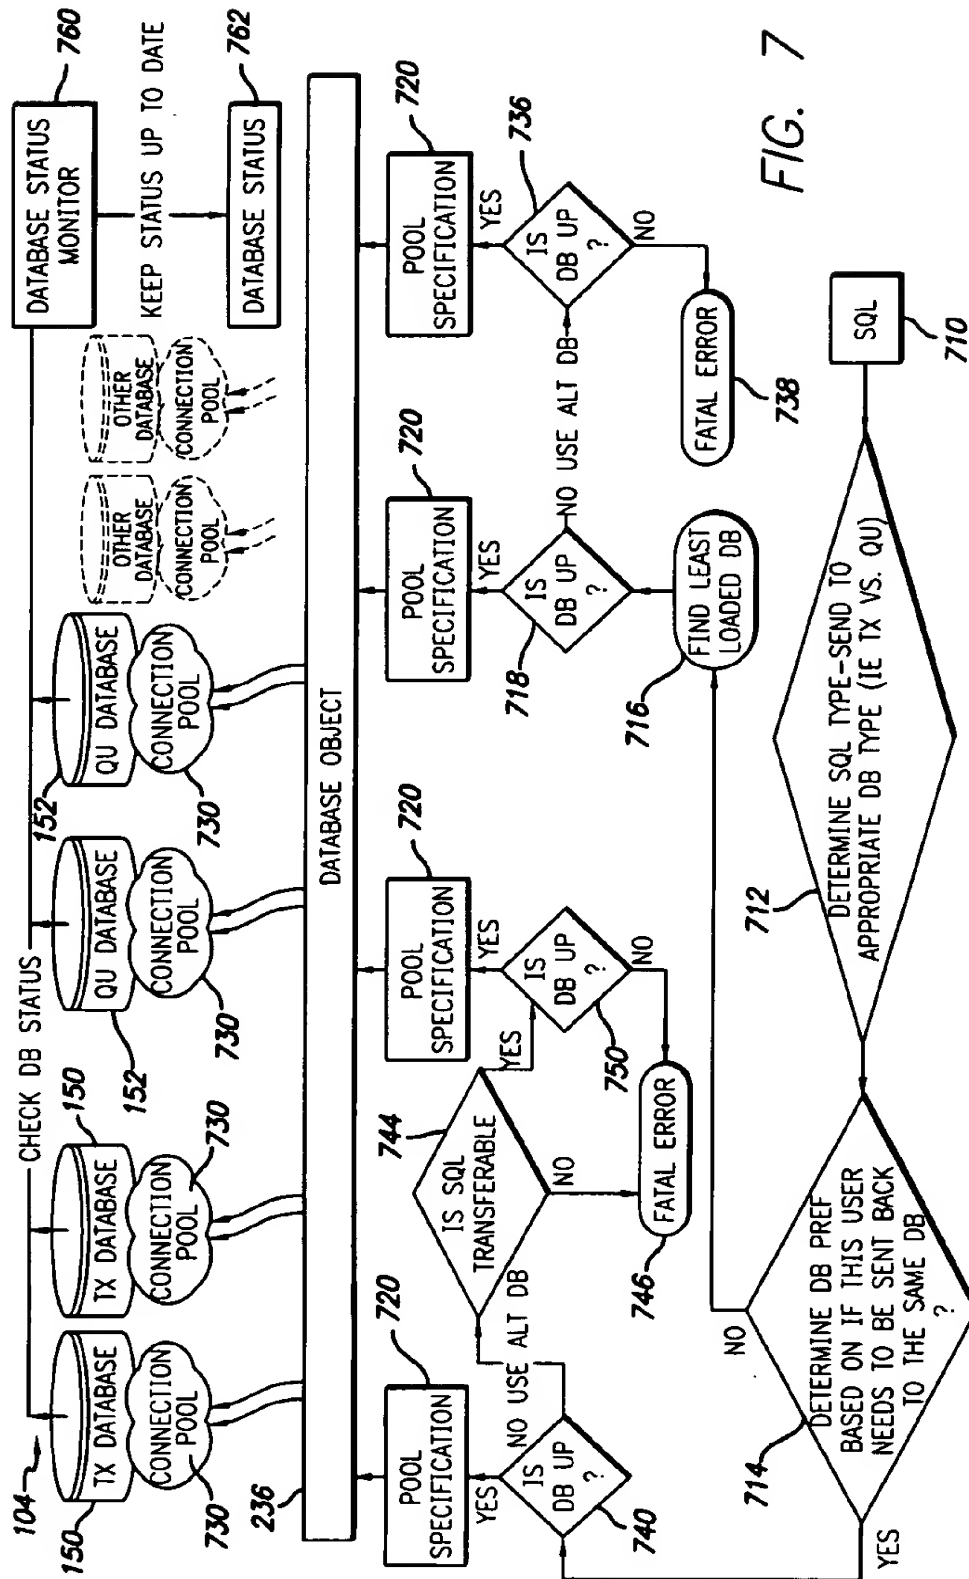 104
CHECK DB STATUS
DATABASE STATUS
MONITOR
760
KEEP STATUS UP TO DATE
DATABASE STATUS
762
150
TX DATABASE
CONNECTION
POOL
730
150
TX DATABASE
CONNECTION
POOL
730
152
QU DATABASE
CONNECTION
POOL
730
152
QU DATABASE
CONNECTION
POOL
730
OTHER
DATABASE
CONNECTION
POOL
OTHER
DATABASE
CONNECTION
POOL
236
DATABASE OBJECT
POOL
SPECIFICATION
720
YES
IS
DB UP
?
740
NO USE ALT DB
IS SQL
TRANSFERABLE
744
YES
NO
POOL
SPECIFICATION
720
YES
IS
DB UP
?
750
NO
FATAL ERROR
746
POOL
SPECIFICATION
720
YES
IS
DB UP
?
718
NO USE ALT DB
FIND LEAST
LOADED DB
716
POOL
SPECIFICATION
720
YES
IS
DB UP
?
736
NO
FATAL ERROR
738
YES
714
DETERMINE DB PREF
BASED ON IF THIS USER
NEEDS TO BE SENT BACK
TO THE SAME DB
?
NO
712
DETERMINE SQL TYPE-SEND TO
APPROPRIATE DB TYPE (IE TX VS. QU)
SQL
710
FIG. 7